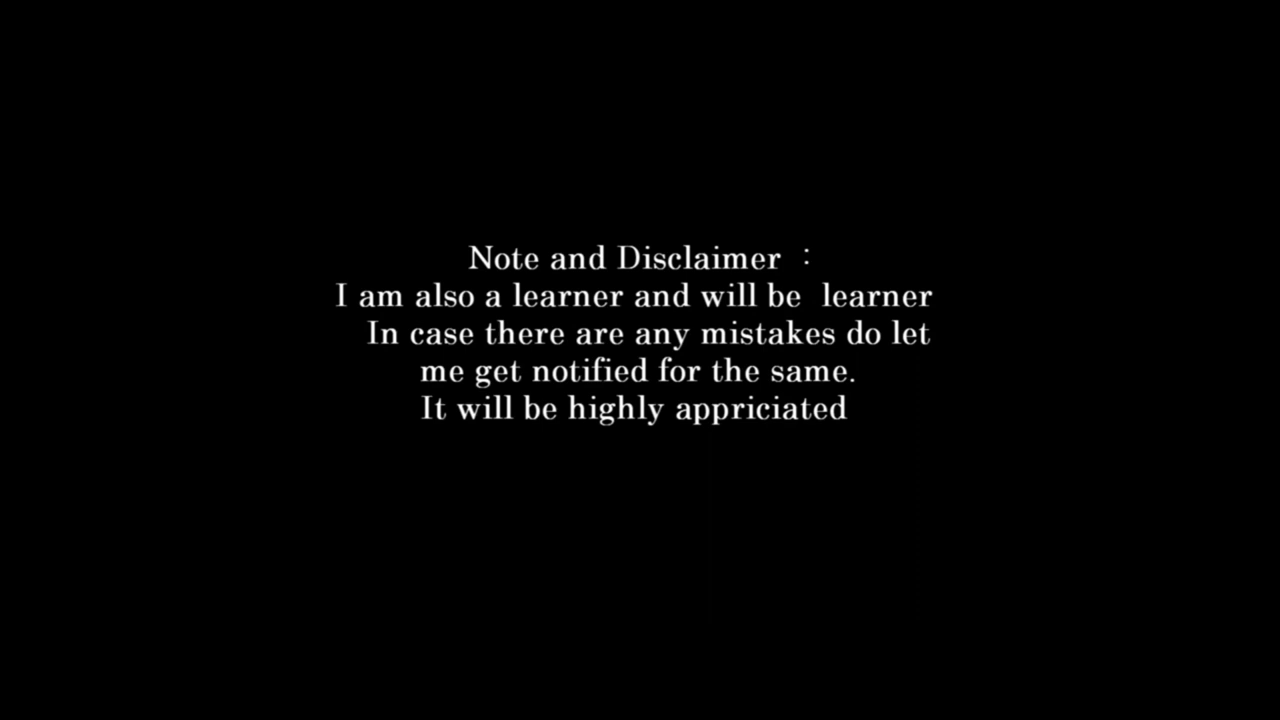 Note and Disclaimer :
I am also a learner and will be learner
In case there are any mistakes do let
me get notified for the same.
It will be highly appriciated